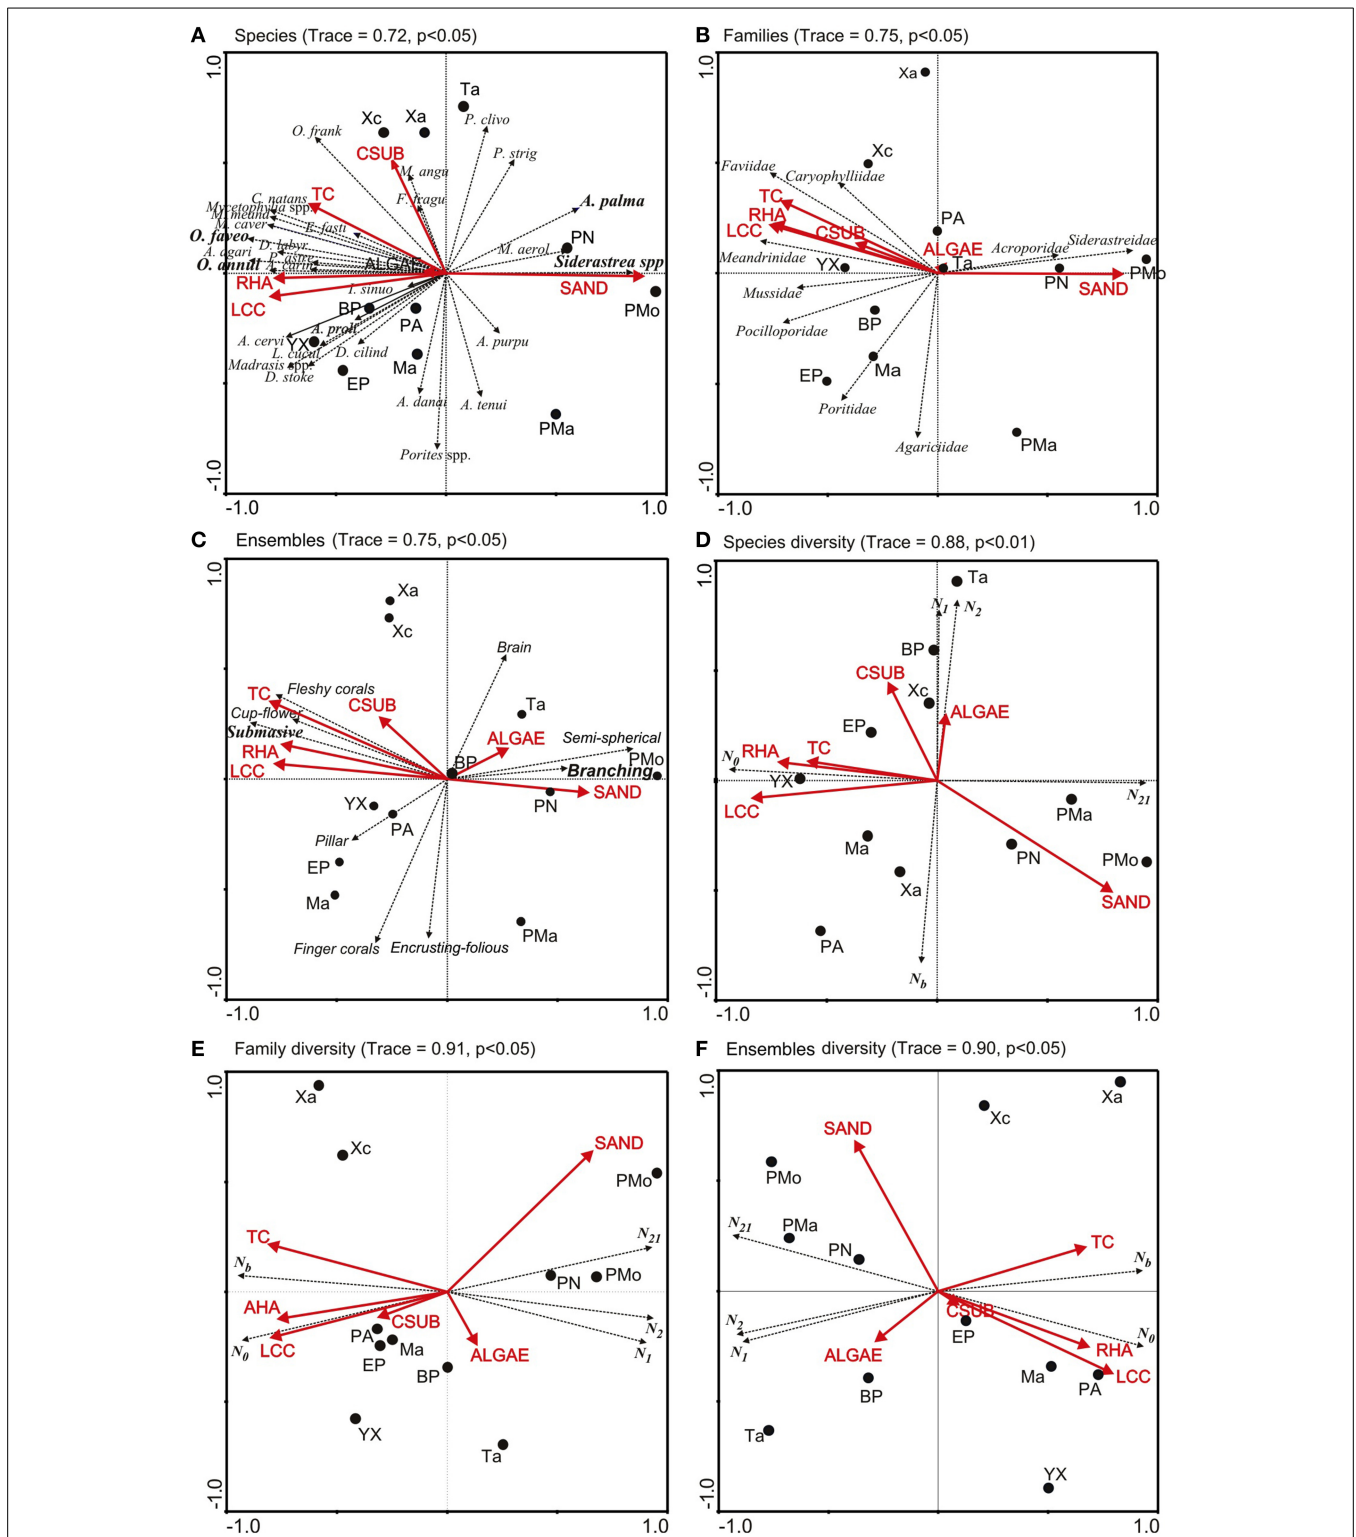 A Species (Trace = 0.72, p<0.05)
1.0
Ta
Xc
Xa
P. clivo
O. frank
CSUB
P. strig
M. angu
TC
C. natans
F. fragu
A. palma
Mycetophylia spp.
M. meand
M. caver
E. fasti
O. faveo
PN
D. labyr
M. aerol
A. agari
P. astre
Siderastrea spp
O. annul
A. carin
ALGAE
RHA
I. sinuo
SAND
LCC
BP
PA
PMo
A. proli
A. cervi
YX
A. purpu
L. cucul
D. cilind
Ma
Madrasis spp.
D. stoke
EP
A. danai
A. tenui
PMa
Porites spp.
-1.0
-1.0
1.0
B Families (Trace = 0.75, p<0.05)
1.0
Xa
Xc
Faviidae
Caryophylliidae
TC
RHA
PA
LCC
CSUB
ALGAE
Acroporidae
Siderastreidae
Meandrinidae
YX
Ta
PN
PMo
Mussidae
SAND
Pocilloporidae
BP
EP
Ma
Poritidae
PMa
Agariciidae
-1.0
-1.0
1.0
C Ensembles (Trace = 0.75, p<0.05)
1.0
Xa
Xc
Brain
TC
Fleshy corals
CSUB
Cup-flower
Ta
Submasive
ALGAE
Semi-spherical
RHA
LCC
BP
PMo
Branching
SAND
YX
PN
PA
Pillar
EP
Ma
PMa
Finger corals
Encrusting-folious
-1.0
-1.0
1.0
D Species diversity (Trace = 0.88, p<0.01)
1.0
Ta
N1
N2
BP
CSUB
Xc
ALGAE
EP
RHA
TC
N0
YX
N21
LCC
PMa
Ma
PN
PMo
Xa
SAND
PA
Nb
-1.0
-1.0
1.0
E Family diversity (Trace = 0.91, p<0.05)
1.0
Xa
Xc
SAND
PMo
TC
N21
Nb
PN
PMo
AHA
CSUB
N2
PA
Ma
N0
LCC
N1
EP
ALGAE
BP
YX
Ta
-1.0
-1.0
1.0
F Ensembles diversity (Trace = 0.90, p<0.05)
1.0
Xa
Xc
SAND
PMo
N21
PMa
TC
PN
Nb
CSUB
N2
EP
N0
N1
ALGAE
RHA
Ma
LCC
BP
PA
Ta
YX
-1.0
-1.0
1.0